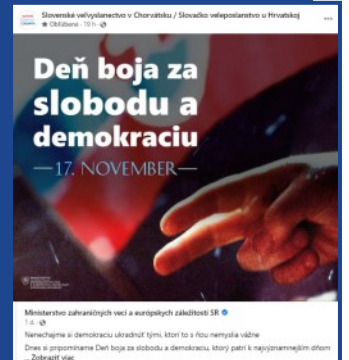 Slovenské veľvyslanectvo v Chorvátsku / Slovačko veleposlanstvo u Hrvatskoj
Obľúbené · 19 h ·
Deň boja za
slobodu a
demokraciu
—17. NOVEMBER—
Ministerstvo zahraničných vecí a európskych záležitostí SR
1 d. ·
Nenechajme si demokraciu ukradnúť tými, ktorí to s ňou nemyslia vážne
Dnes si pripomíname Deň boja za slobodu a demokraciu, ktorý patrí k najvýznamnejším dňom
... Zobraziť viac